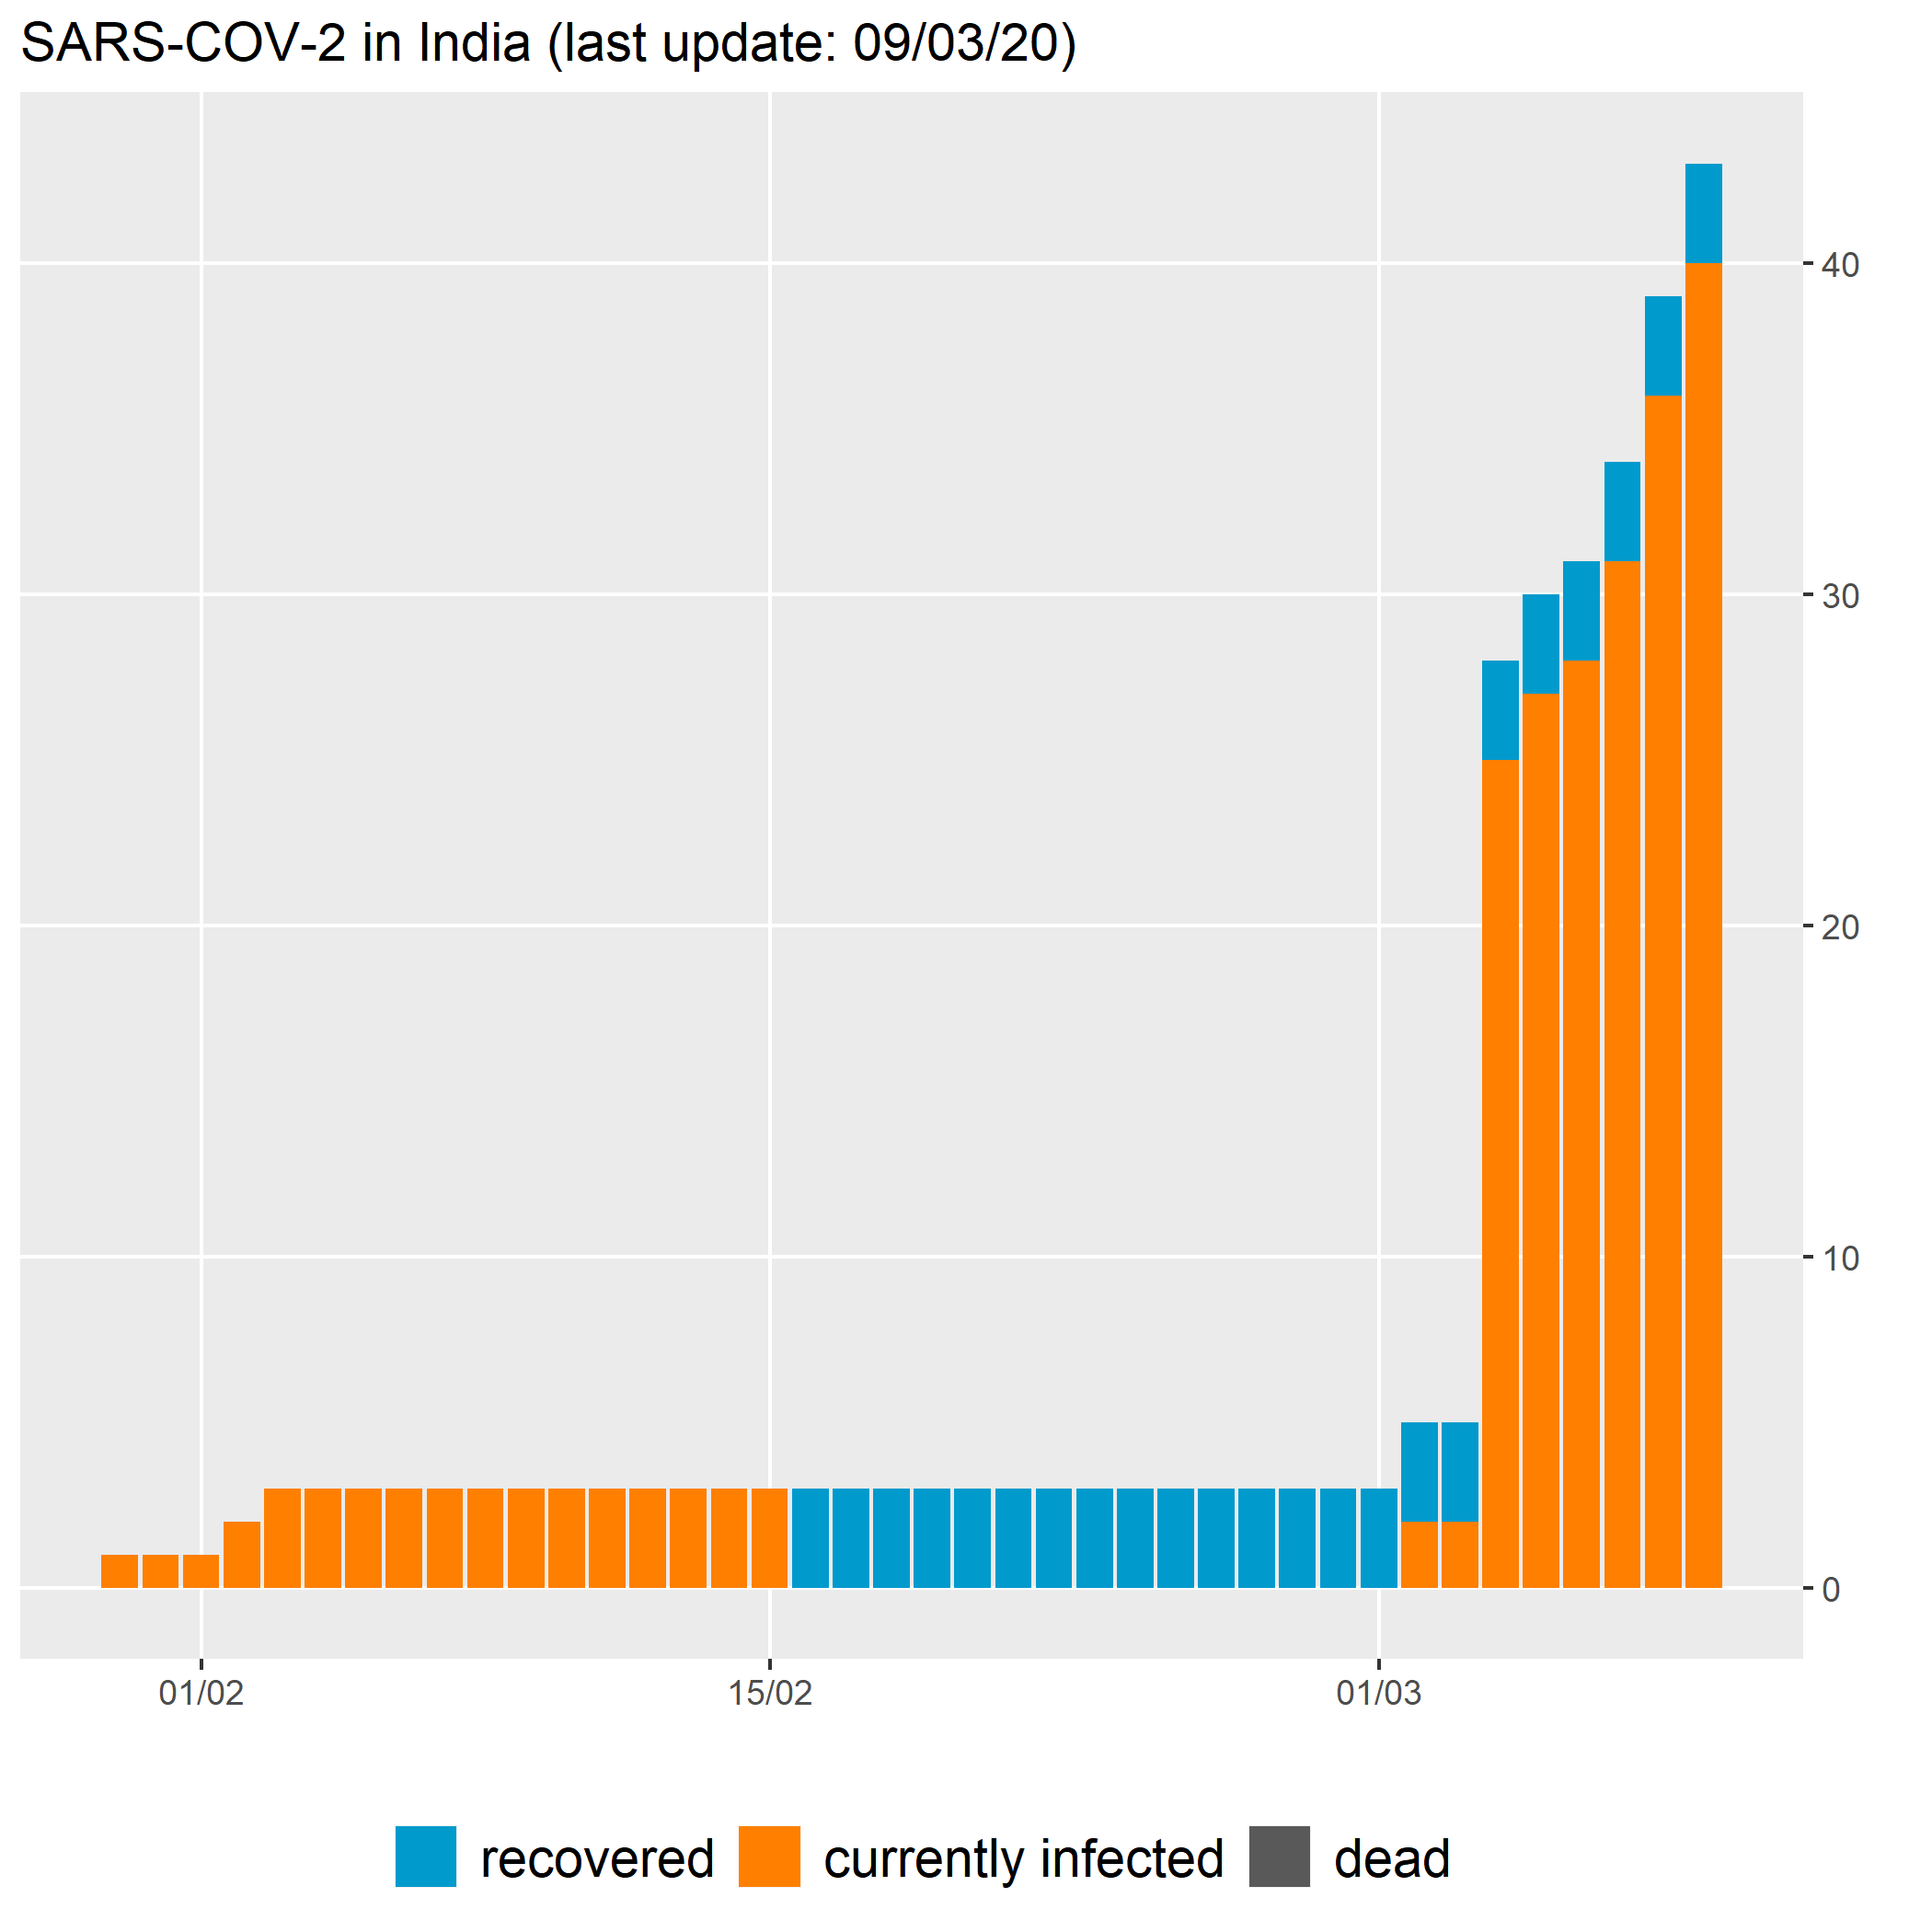 SARS-COV-2 in India (last update: 09/03/20)
40
30
20
10
0
01/02 15/02 01/03
recovered currently infected dead